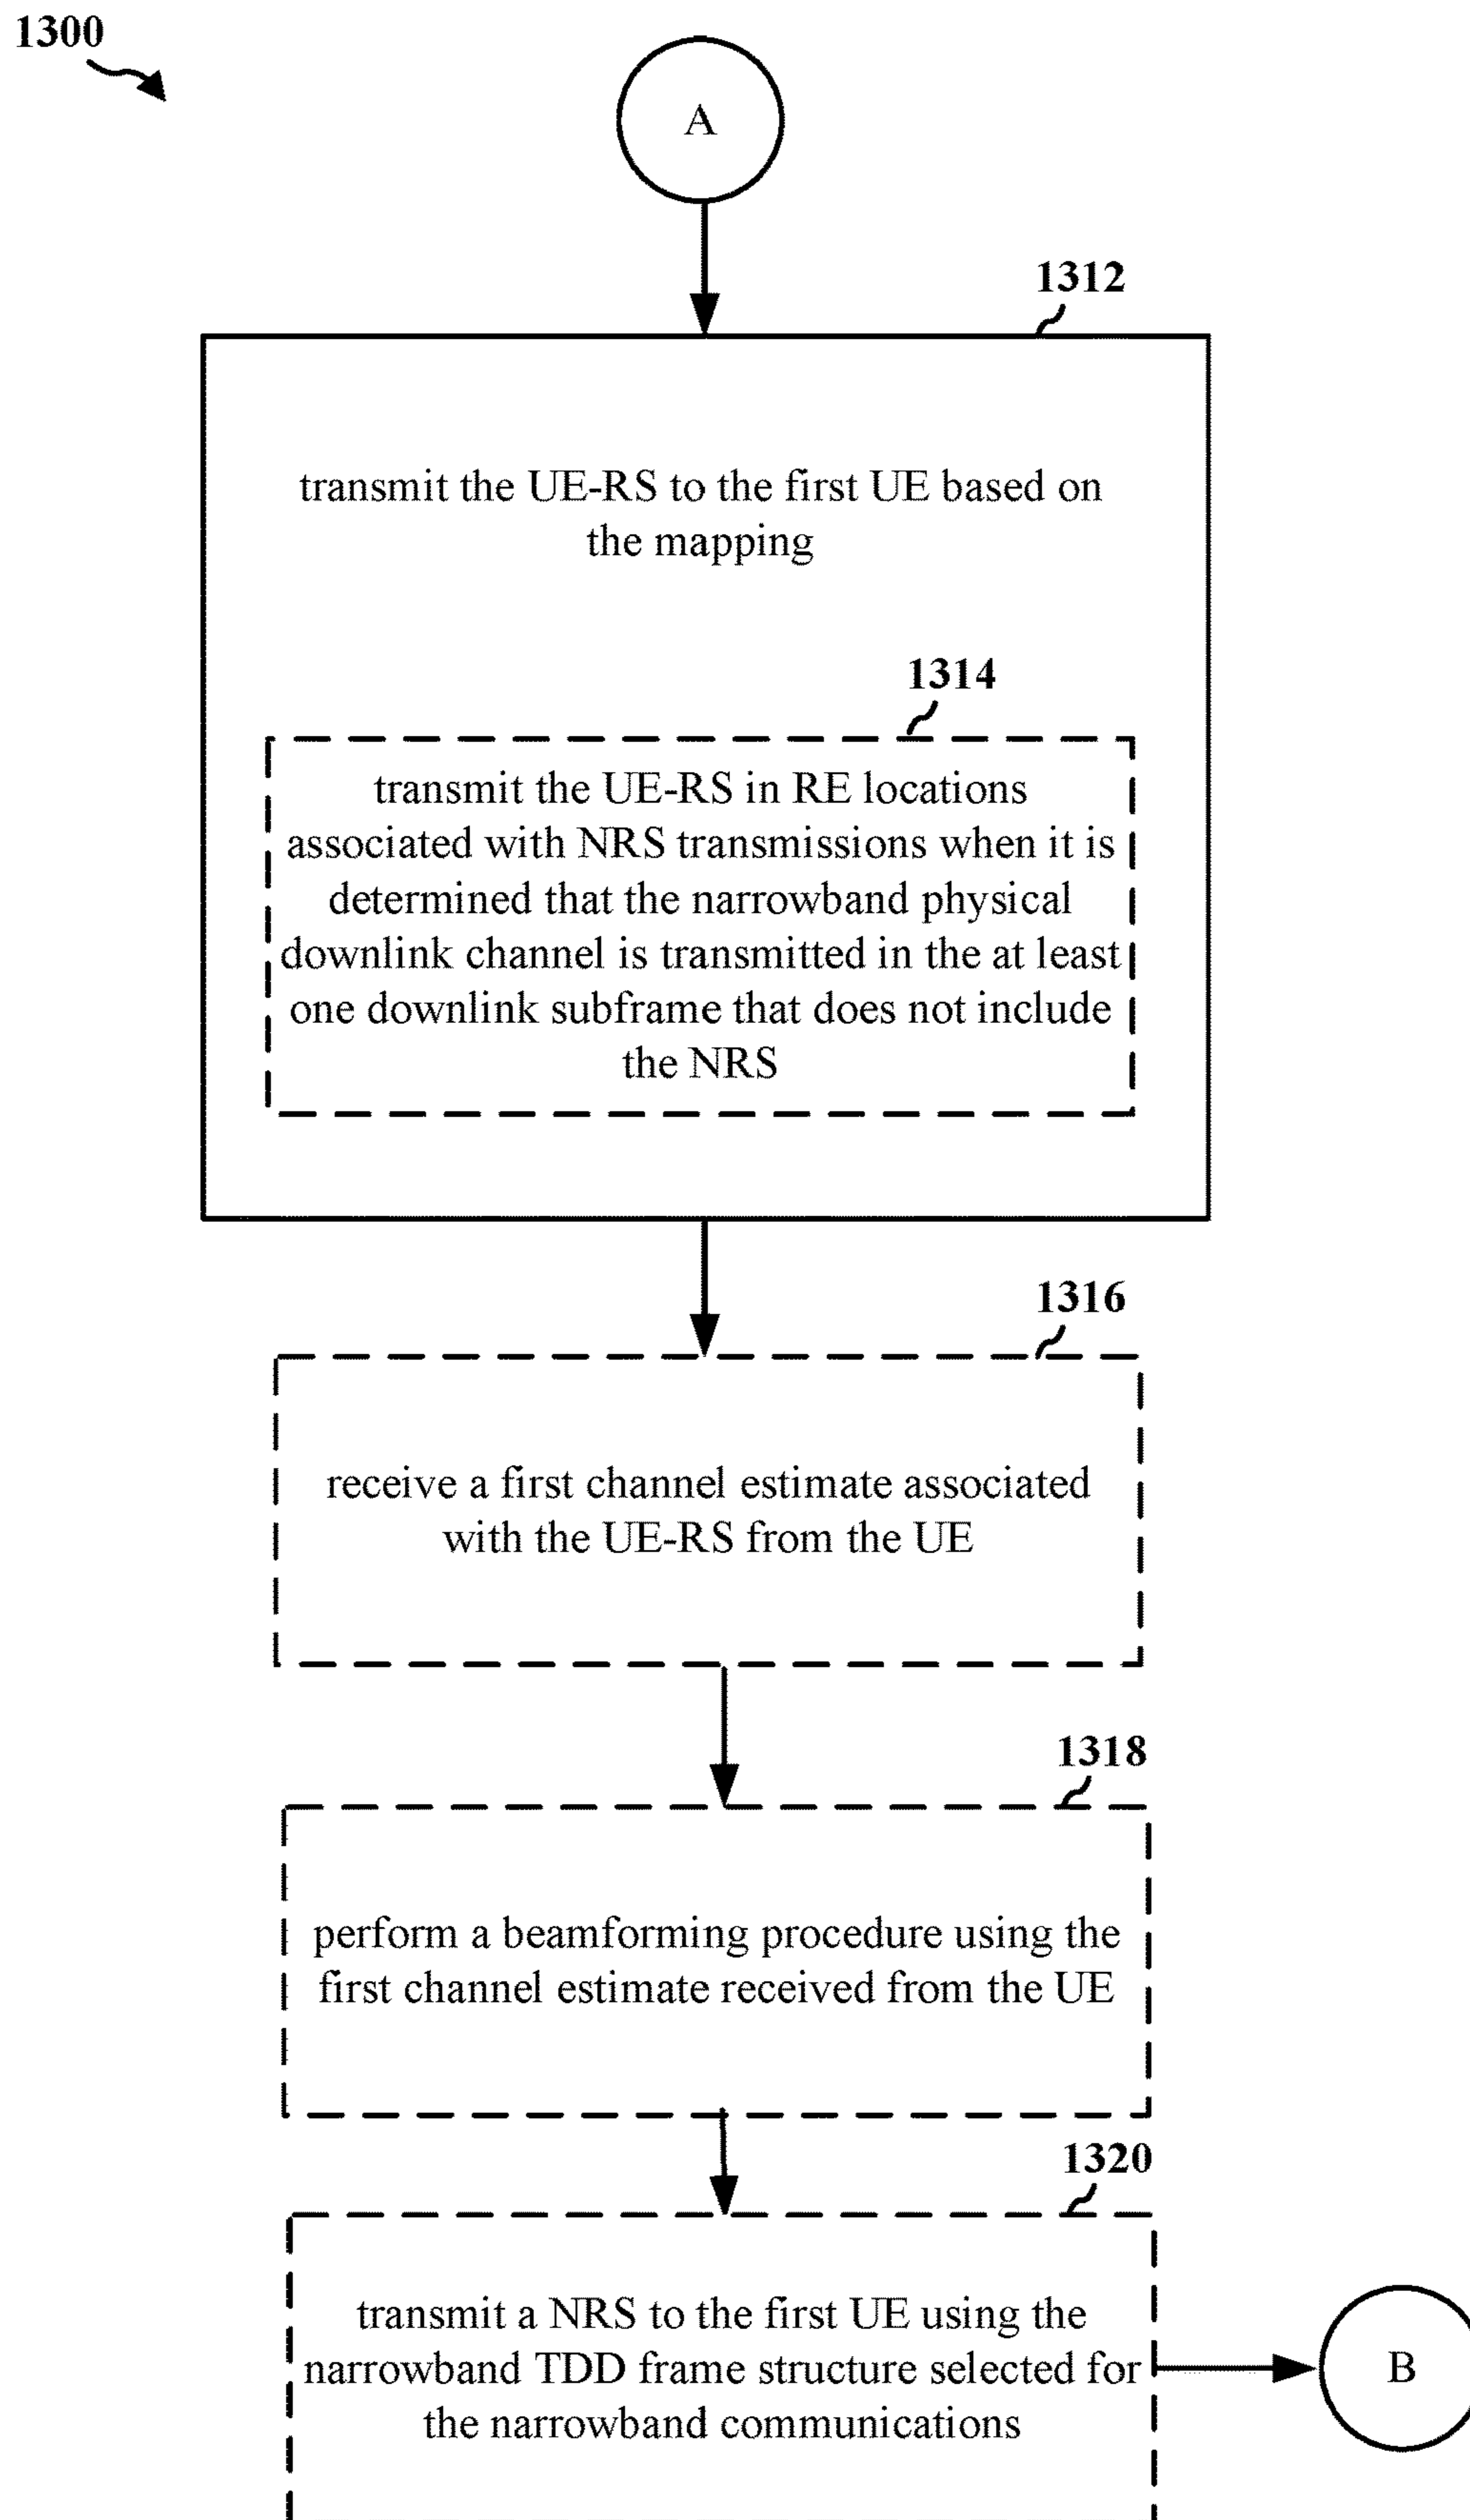 1300
A
1312
transmit the UE-RS to the first UE based on
the mapping
1314
transmit the UE-RS in RE locations
associated with NRS transmissions when it is
determined that the narrowband physical
downlink channel is transmitted in the at least
one downlink subframe that does not include
the NRS
1316
receive a first channel estimate associated
with the UE-RS from the UE
1318
perform a beamforming procedure using the
first channel estimate received from the UE
1320
transmit a NRS to the first UE using the
narrowband TDD frame structure selected for
the narrowband communications
B